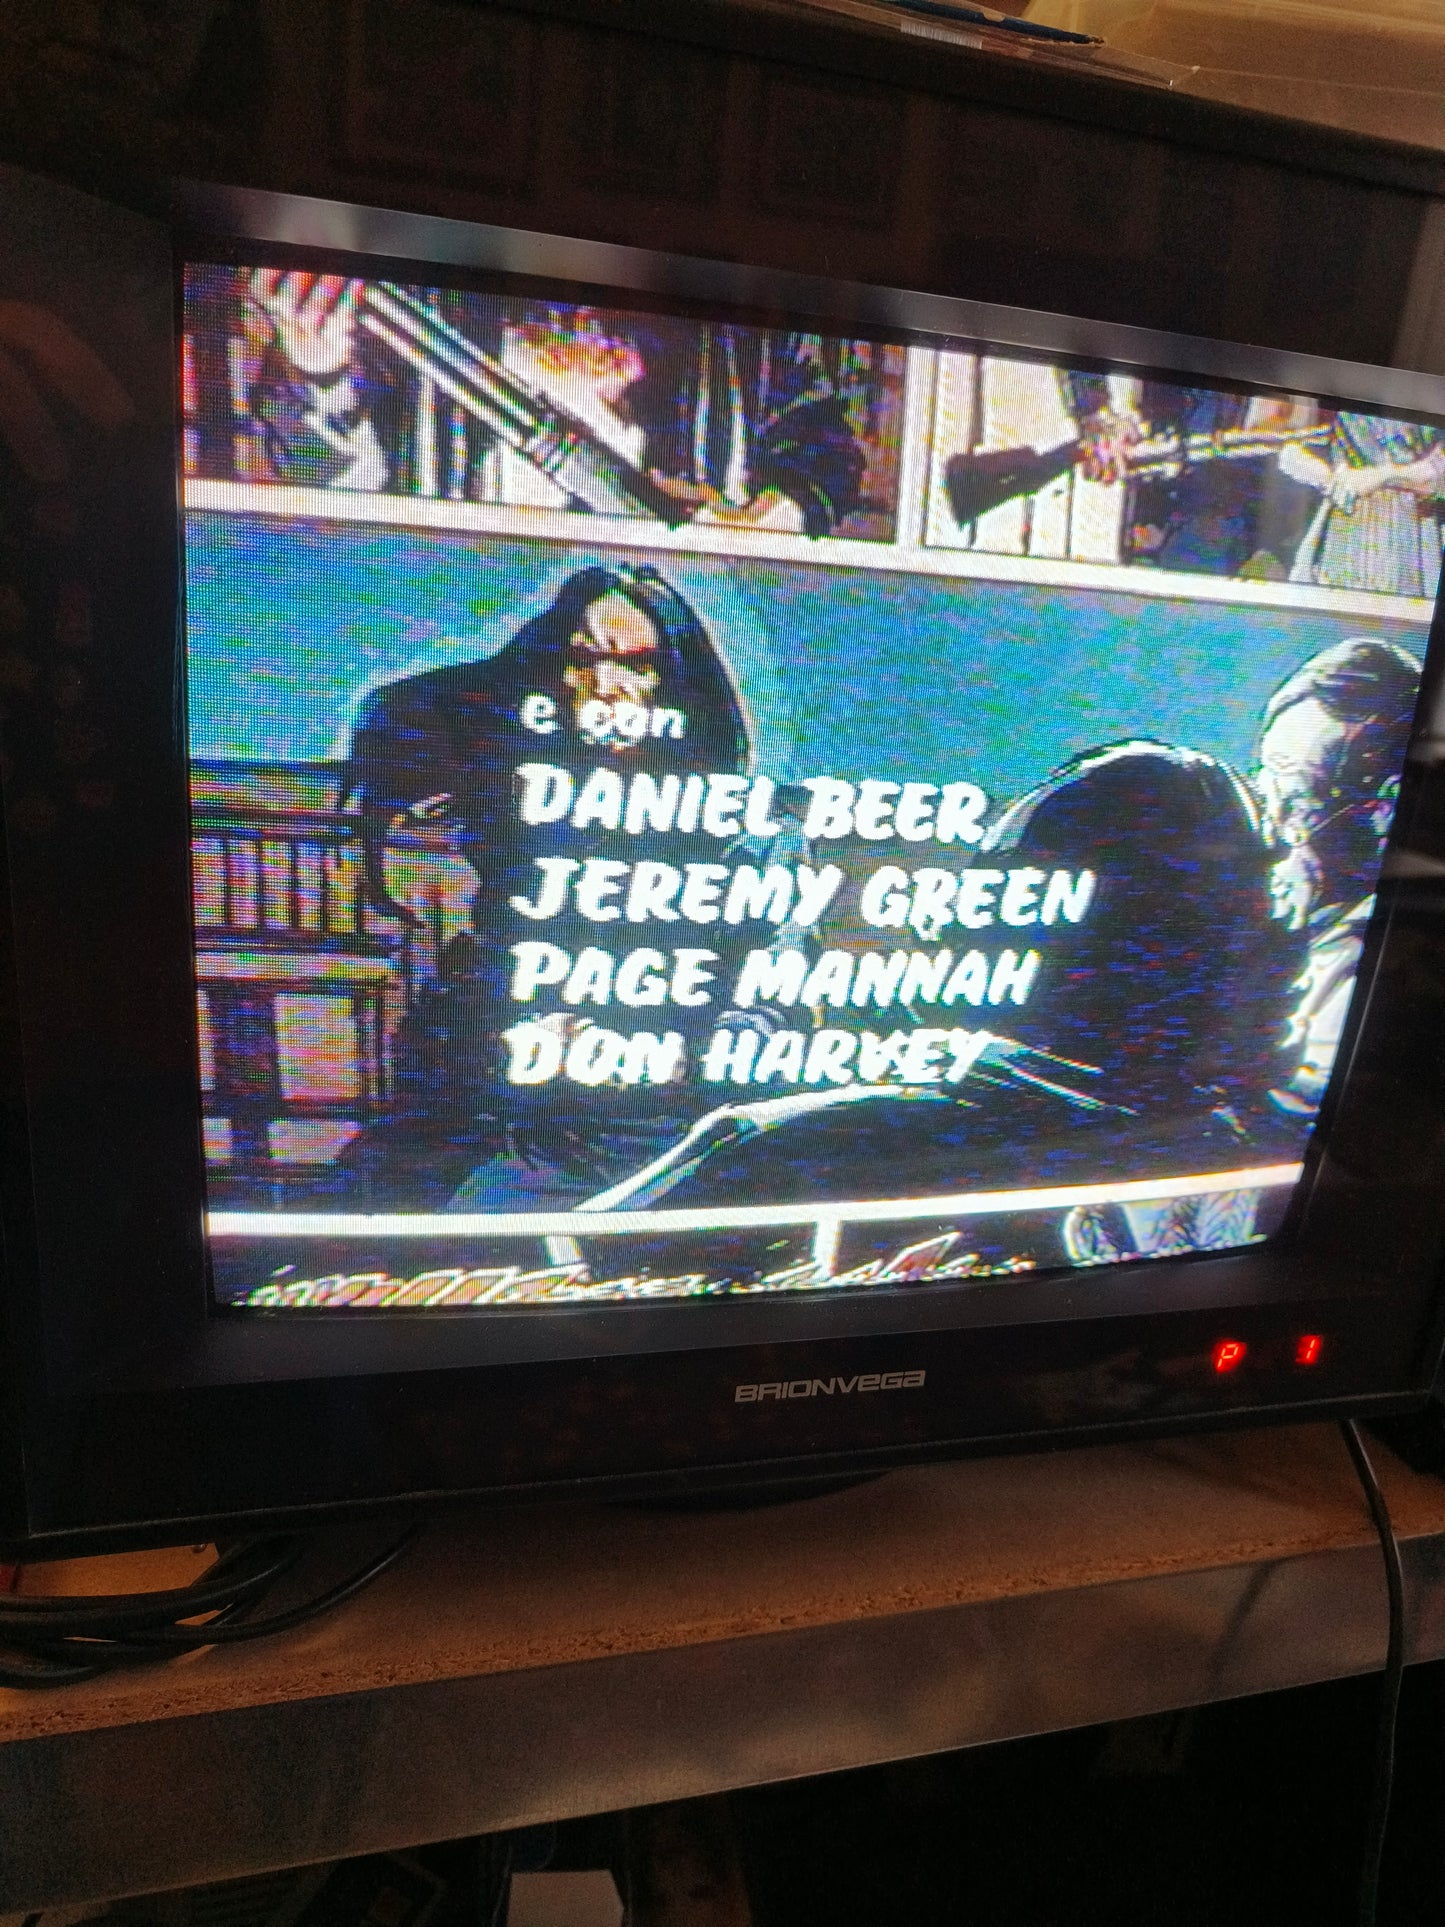 e con
DANIEL BEER
JEREMY GREEN
PAGE MANNAH
DON HARVEY
BRIONVEGA
P 1